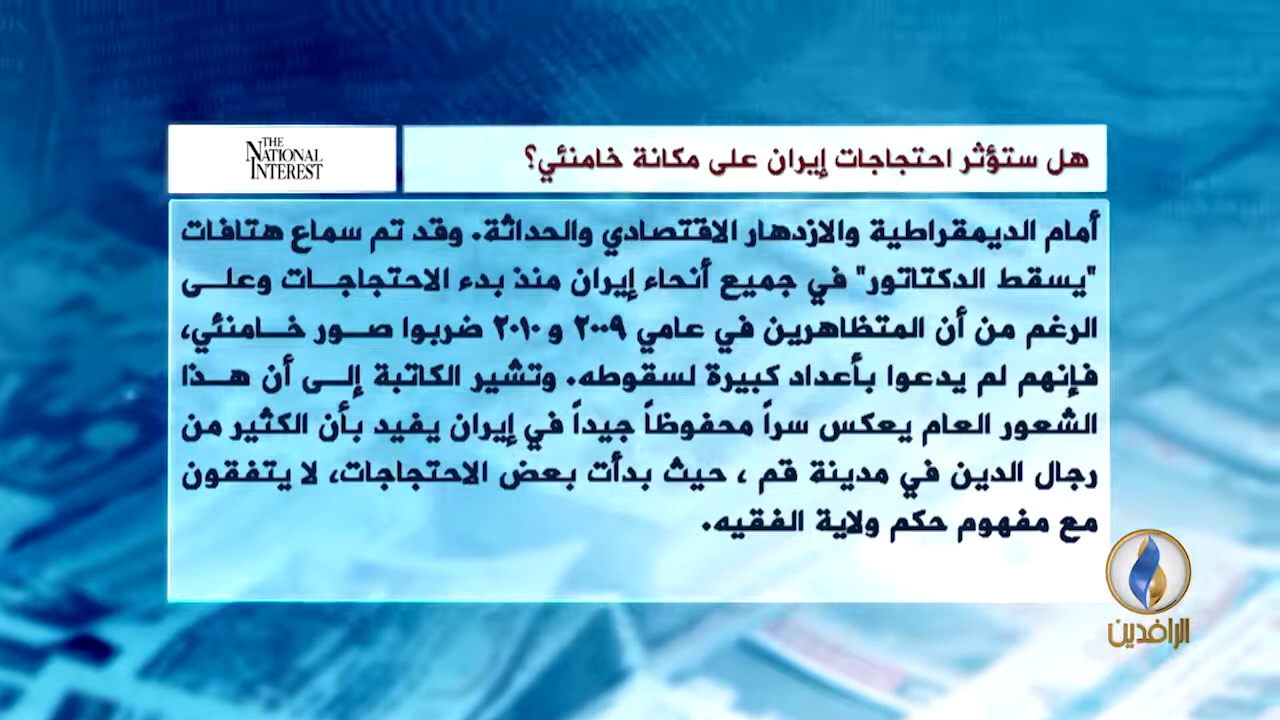 هل ستؤثر احتجاجات إيران على مكانة خامنئي؟
THE
NATIONAL
INTEREST
أمام الديمقراطية والازدهار الاقتصادي والحداثة. وقد تم سماع هتافات
"يسقط الدكتاتور" في جميع أنحاء إيران منذ بدء الاحتجاجات وعلى
الرغم من أن المتظاهرين في عامي ٢٠٠٩ و ٢٠١٠ ضربوا صور خامنئي،
فإنهم لم يدعوا بأعداد كبيرة لسقوطه. وتشير الكاتبة إلى أن هذا
الشعور العام يعكس سراً محفوظاً جيداً في إيران يفيد بأن الكثير من
رجال الدين في مدينة قم ، حيث بدأت بعض الاحتجاجات، لا يتفقون
مع مفهوم حكم ولاية الفقيه.
الرافدين